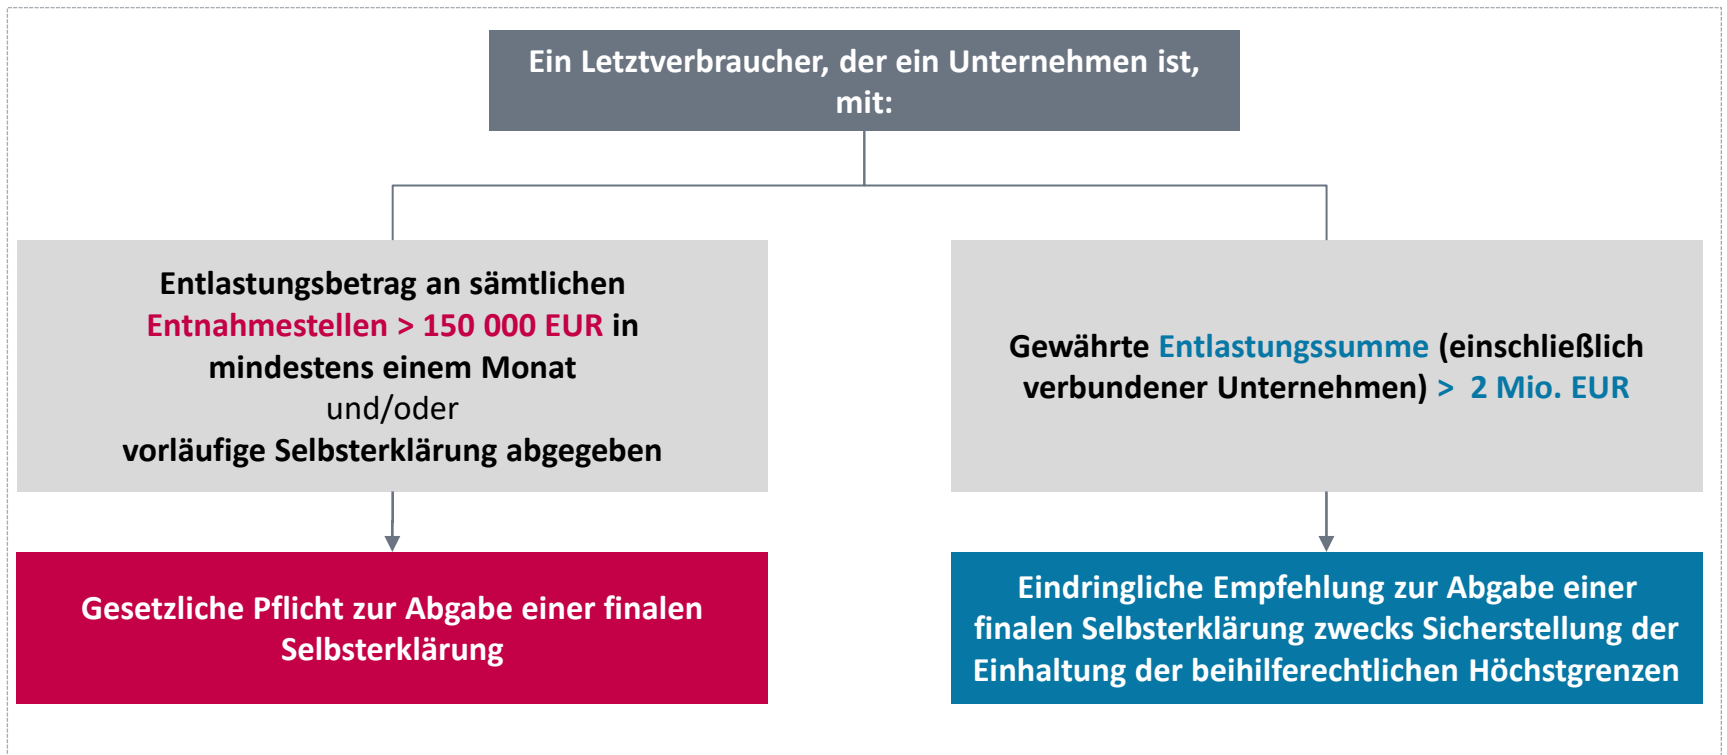 Ein Letztverbraucher, der ein Unternehmen ist,
mit:
Entlastungsbetrag an sämtlichen
Entnahmestellen > 150 000 EUR in
mindestens einem Monat
und/oder
vorläufige Selbsterklärung abgegeben
Gewährte Entlastungssumme (einschließlich
verbundener Unternehmen) > 2 Mio. EUR
Gesetzliche Pflicht zur Abgabe einer finalen
Selbsterklärung
Eindringliche Empfehlung zur Abgabe einer
finalen Selbsterklärung zwecks Sicherstellung der
Einhaltung der beihilferechtlichen Höchstgrenzen